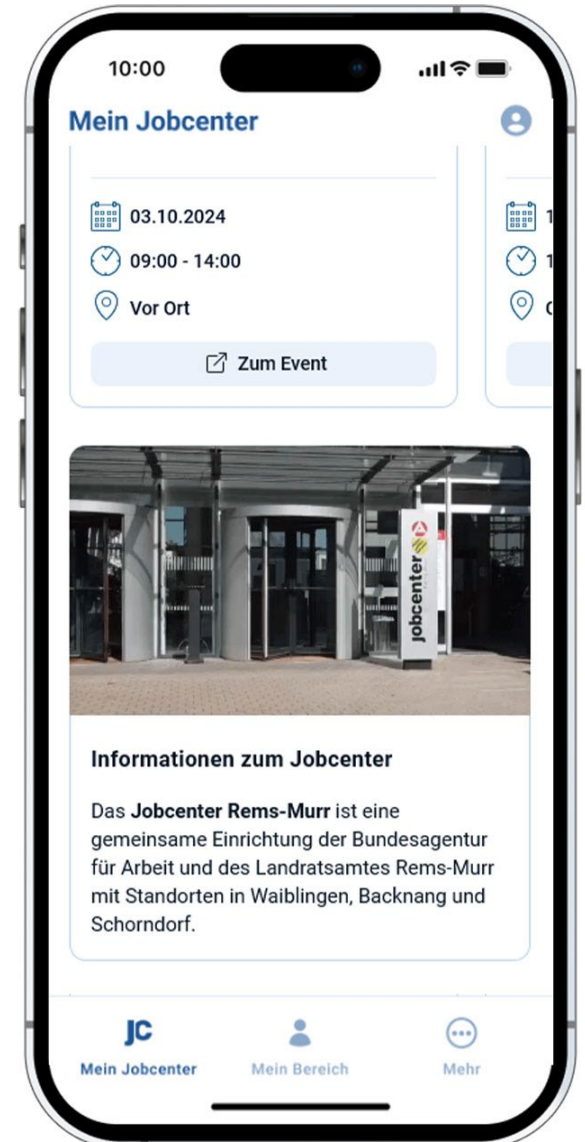 10:00
Mein Jobcenter
03.10.2024
1
09:00 - 14:00
1
Vor Ort
Zum Event
jobcenter
Informationen zum Jobcenter
Das Jobcenter Rems-Murr ist eine
gemeinsame Einrichtung der Bundesagentur
für Arbeit und des Landratsamtes Rems-Murr
mit Standorten in Waiblingen, Backnang und
Schorndorf.
JC
Mein Jobcenter
Mein Bereich
Mehr